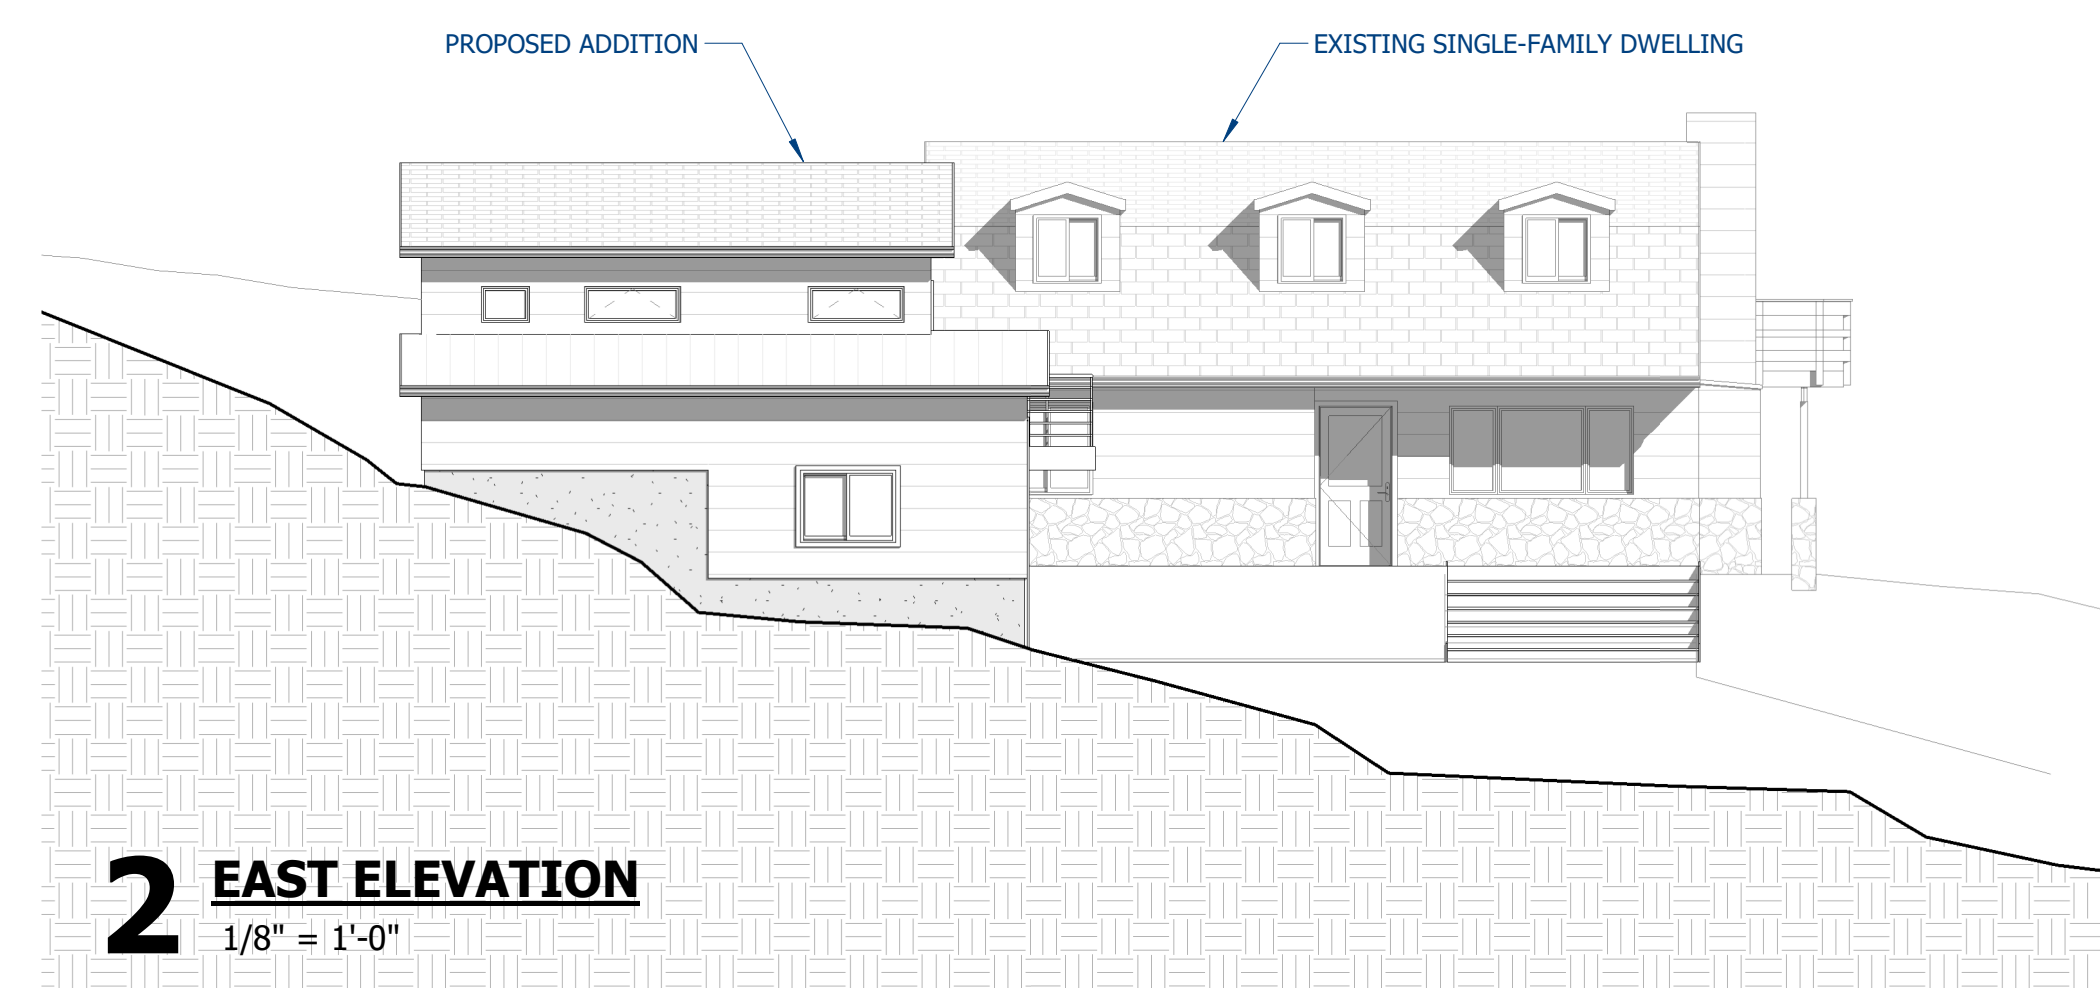 PROPOSED ADDITION
EXISTING SINGLE-FAMILY DWELLING
2
EAST ELEVATION
1/8" = 1'-0"